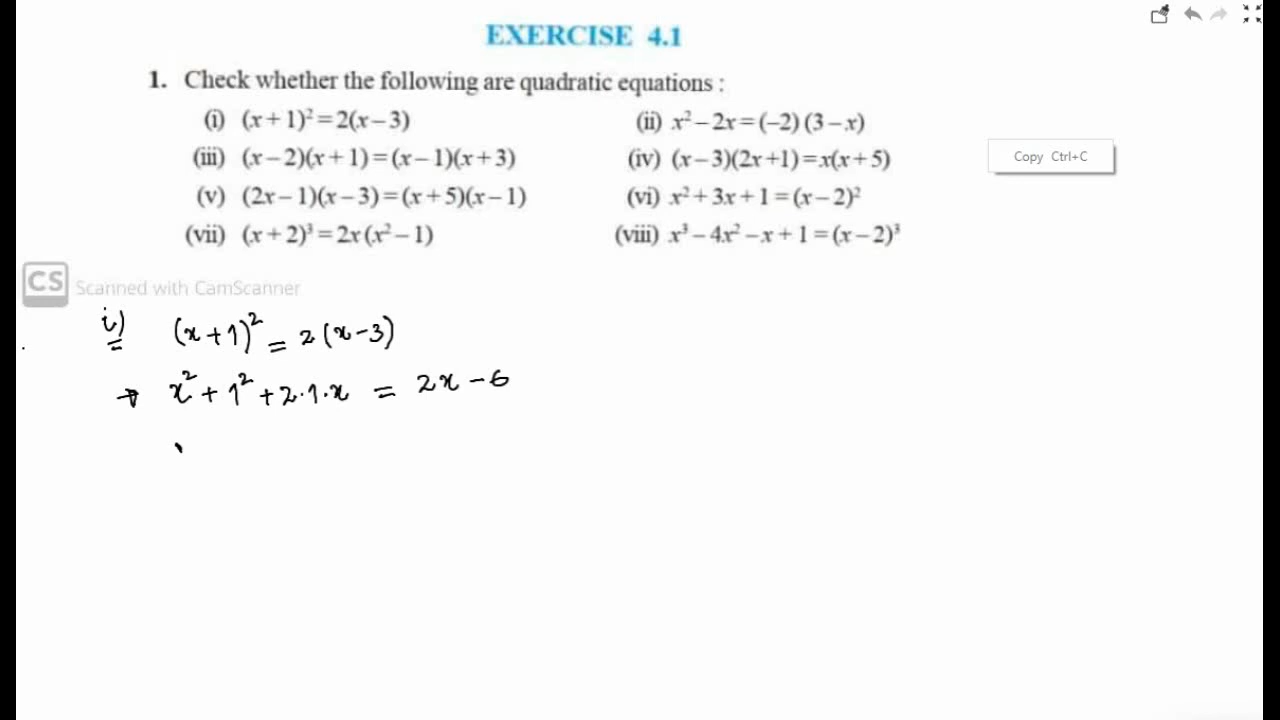 EXERCISE 4.1
1. Check whether the following are quadratic equations :
(i) (x + 1)² = 2(x – 3) (ii) x² – 2x = (–2) (3 – x)
Copy Ctrl+C
(iii) (x – 2)(x + 1) = (x – 1)(x + 3) (iv) (x – 3)(2x +1) = x(x + 5)
(v) (2x – 1)(x – 3) = (x + 5)(x – 1) (vi) x² + 3x + 1 = (x – 2)²
(vii) (x + 2)³ = 2x (x² – 1) (viii) x³ – 4x² – x + 1 = (x – 2)³
CS Scanned with CamScanner
i) (x + 1)² = 2 (x – 3)
→ x² + 1² + 2·1·x = 2x – 6